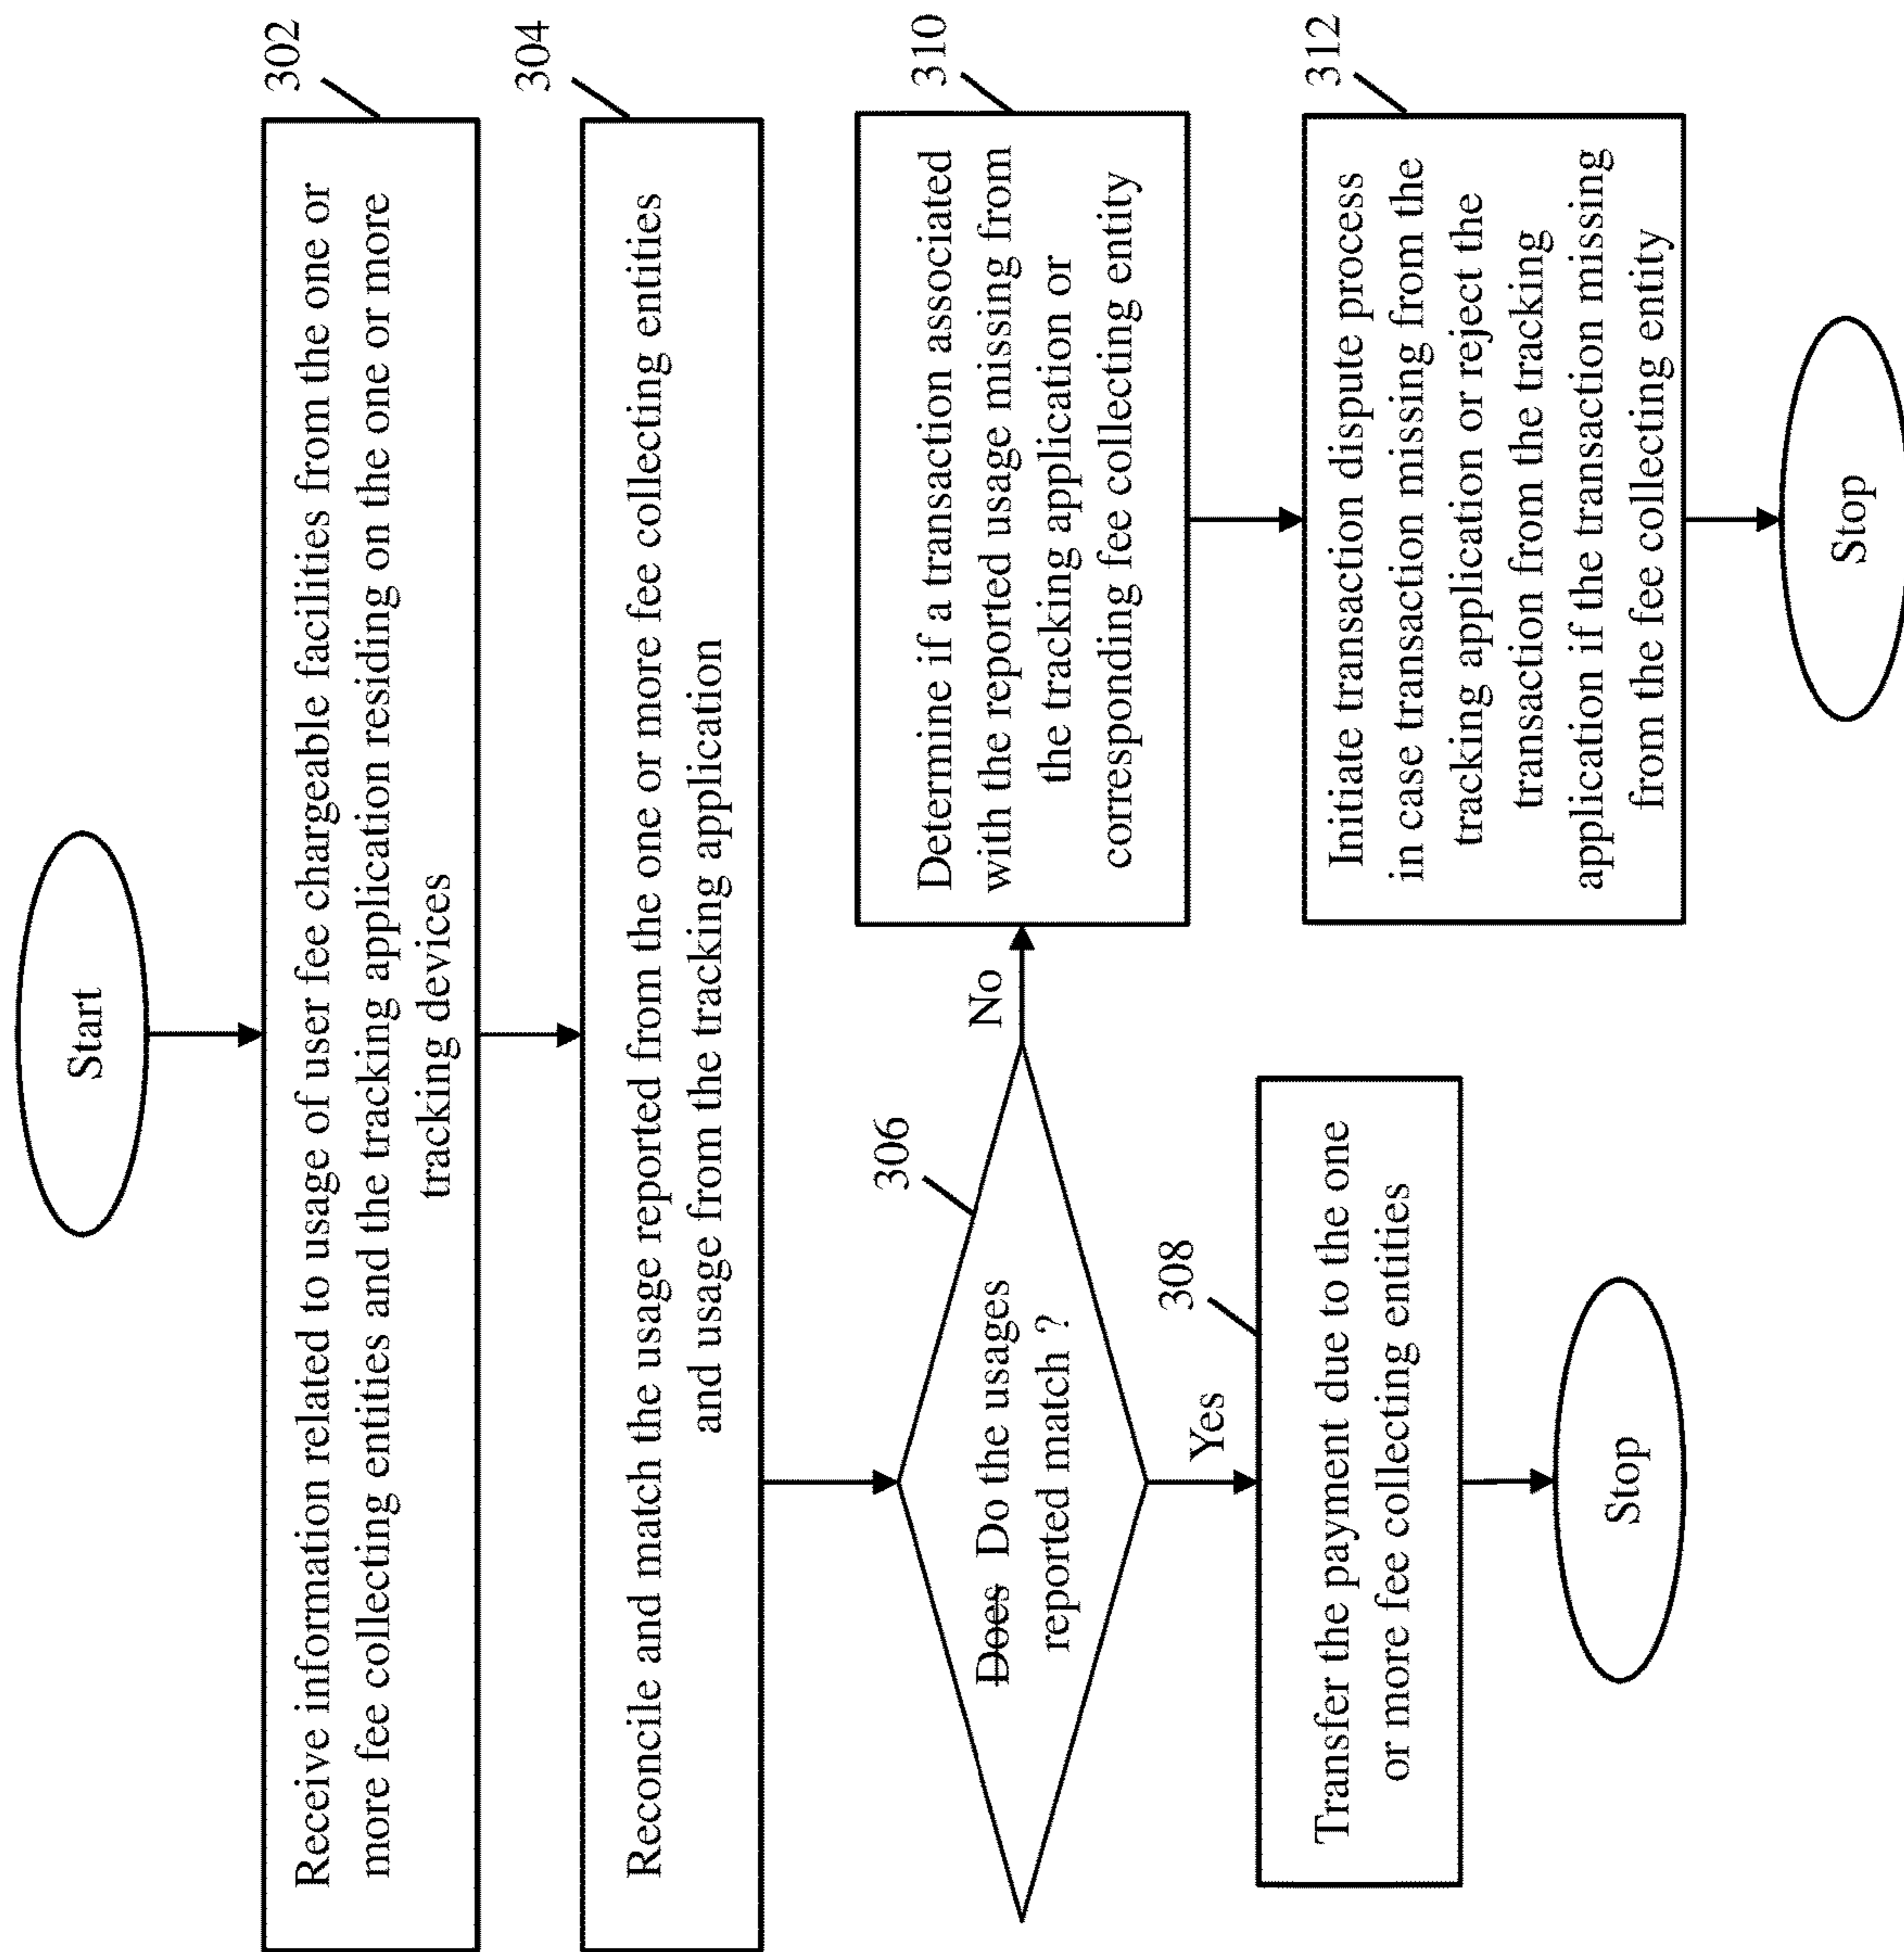 Start
302
Receive information related to usage of user fee chargeable facilities from the one or
more fee collecting entities and the tracking application residing on the one or more
tracking devices
304
Reconcile and match the usage reported from the one or more fee collecting entities
and usage from the tracking application
306
Does Do the usages
reported match ?
No
Yes
308
Transfer the payment due to the one
or more fee collecting entities
Stop
310
Determine if a transaction associated
with the reported usage missing from
the tracking application or
corresponding fee collecting entity
312
Initiate transaction dispute process
in case transaction missing from the
tracking application or reject the
transaction from the tracking
application if the transaction missing
from the fee collecting entity
Stop